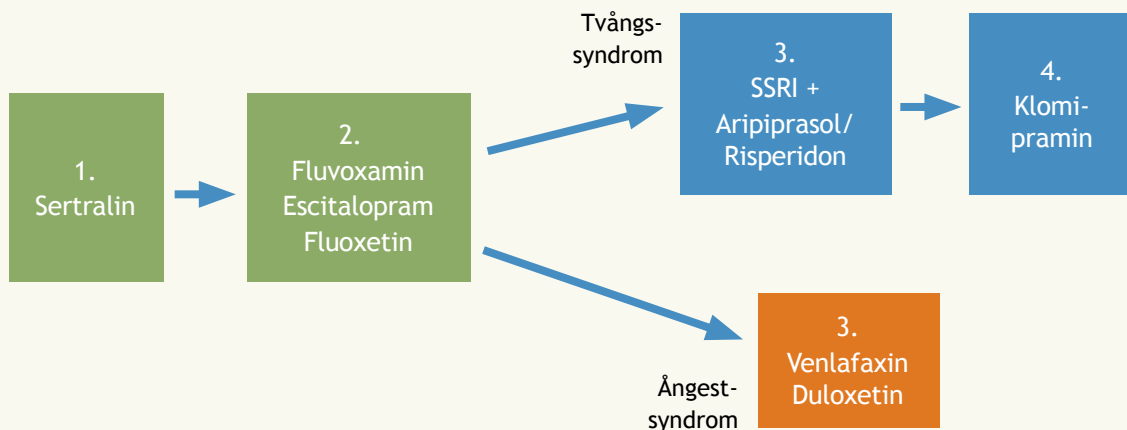 1.
Sertralin
2.
Fluvoxamin
Escitalopram
Fluoxetin
Tvångs-
syndrom
3.
SSRI +
Aripiprasol/
Risperidon
4.
Klomi-
pramin
Ångest-
syndrom
3.
Venlafaxin
Duloxetin